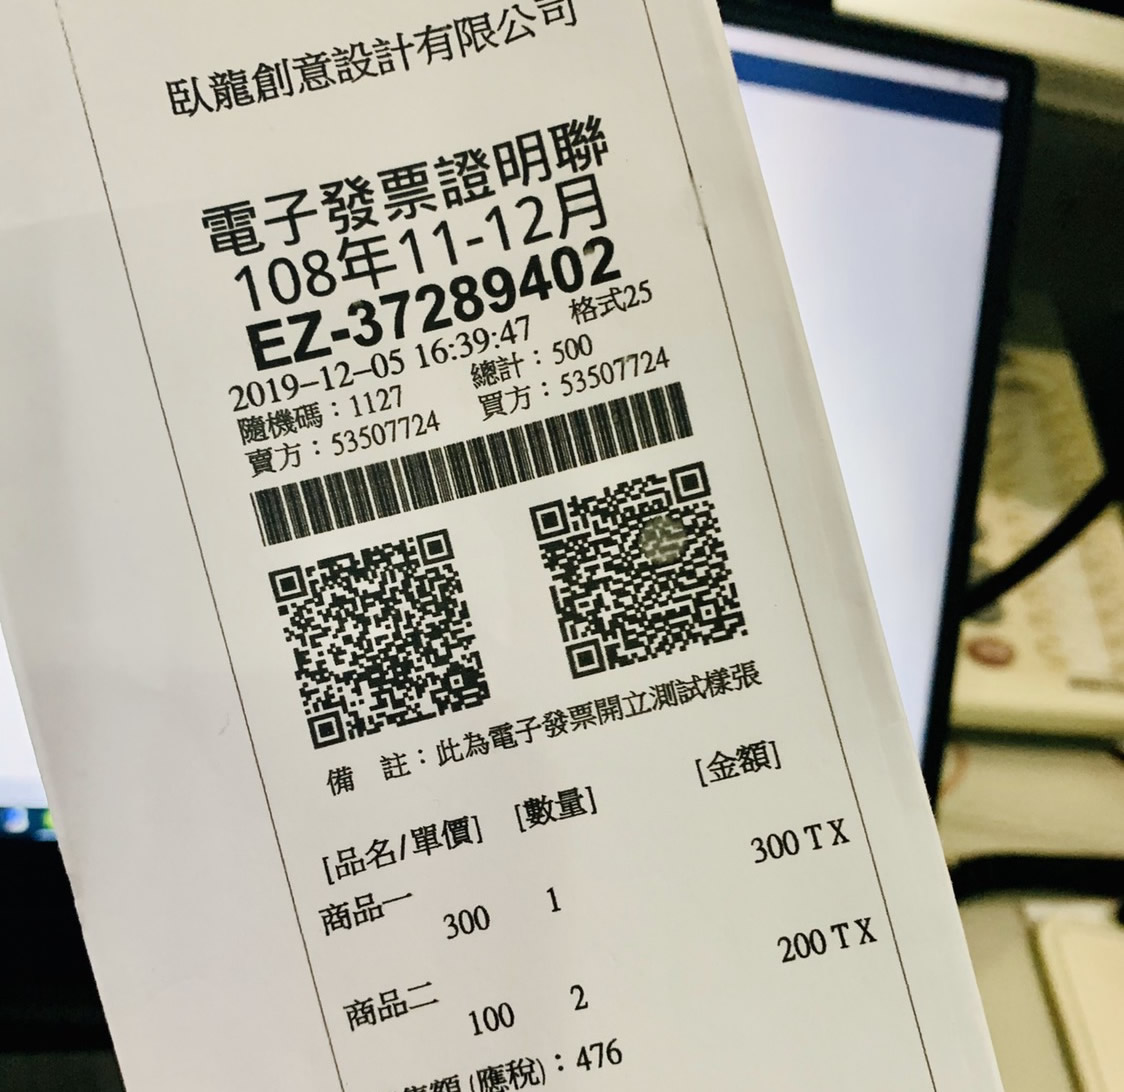 臥龍創意設計有限公司
電子發票證明聯
108年11-12月
EZ-37289402
2019-12-05 16:39:47 格式25
隨機碼：1127 總計：500
賣方：53507724 買方：53507724
備 註：此為電子發票開立測試樣張
[品名/單價] [數量] [金額]
商品一
300 1 300 TX
商品二
100 2 200 TX
售額 (應稅)：476